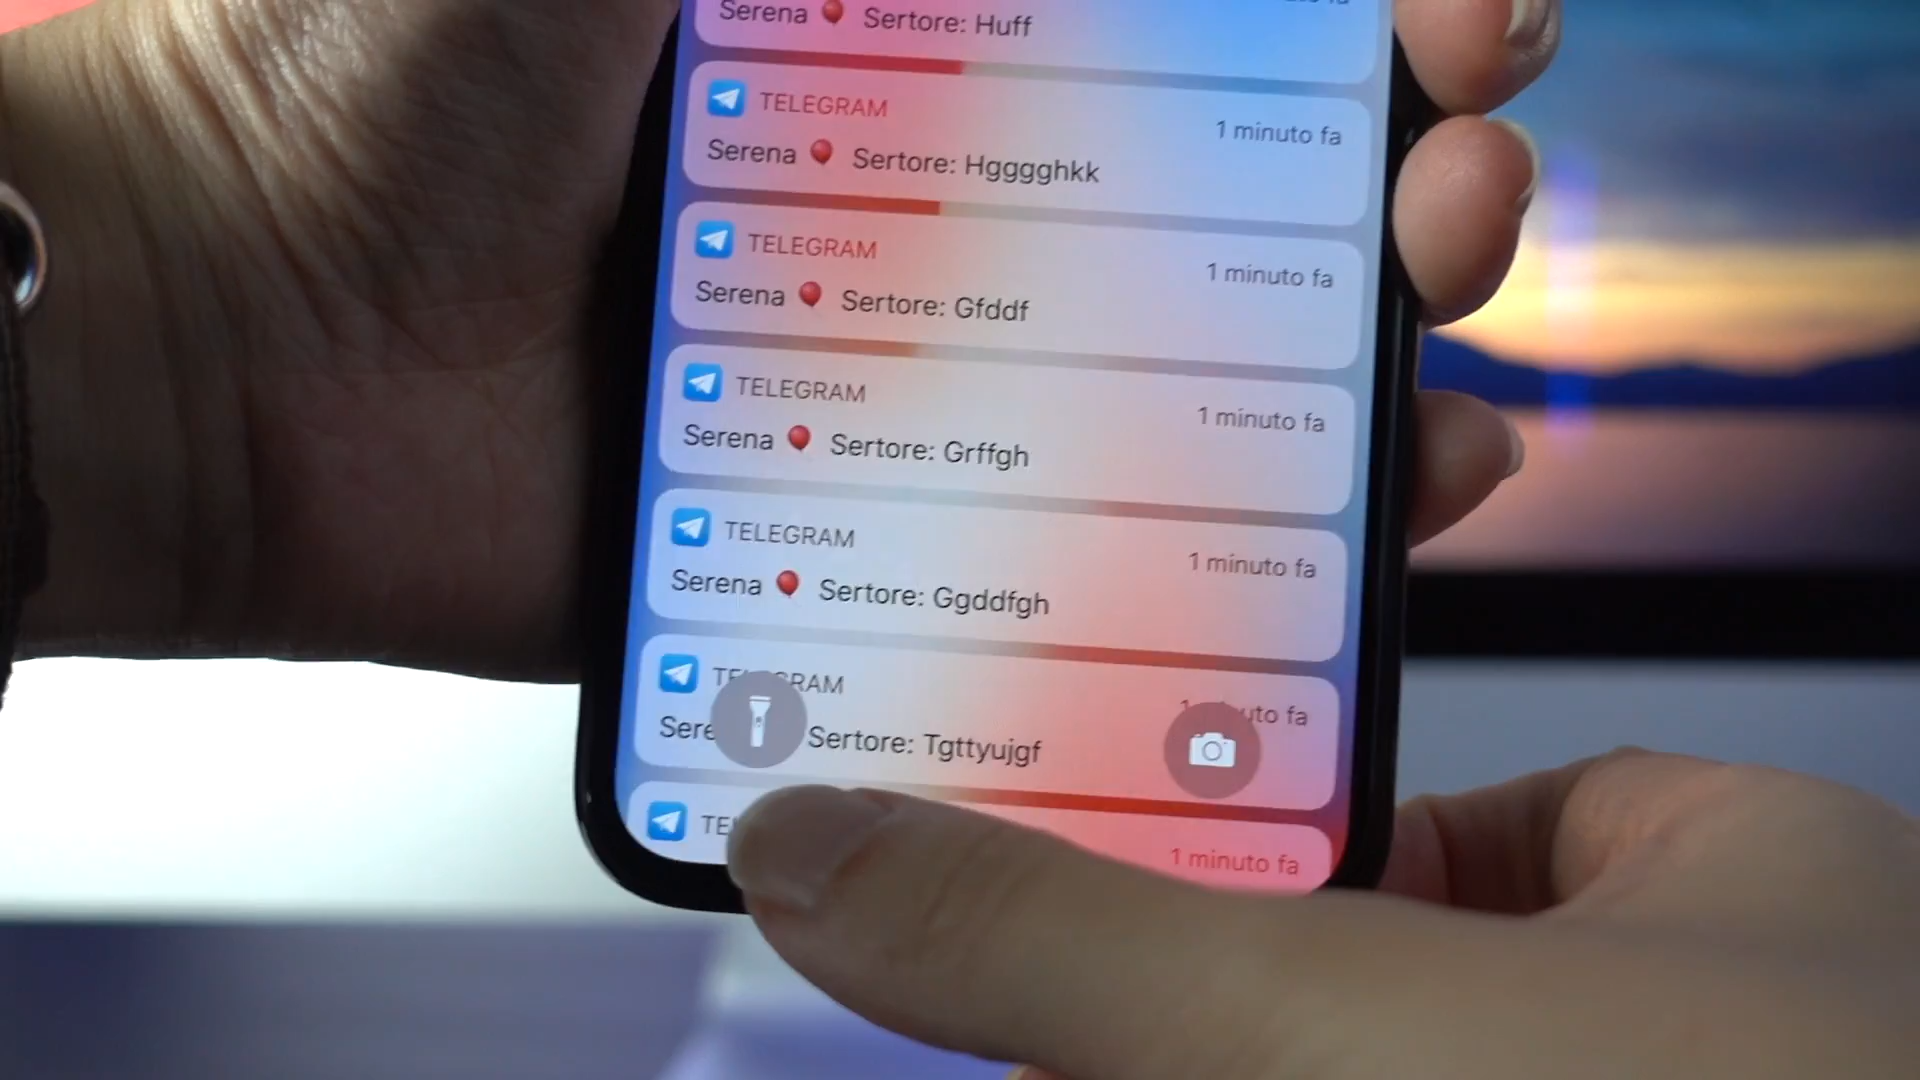 Serena 🎈 Sertore: Huff
TELEGRAM
1 minuto fa
Serena 🎈 Sertore: Hgggghkk
TELEGRAM
1 minuto fa
Serena 🎈 Sertore: Gfddf
TELEGRAM
1 minuto fa
Serena 🎈 Sertore: Grffgh
TELEGRAM
1 minuto fa
Serena 🎈 Sertore: Ggddfgh
Sertore: Tgttyujgf
1 minuto fa